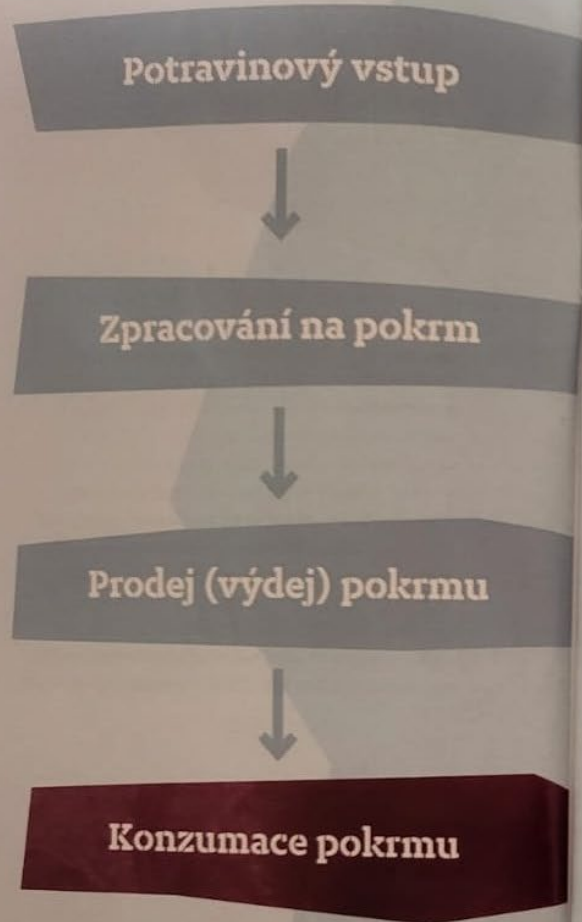 Potravinový vstup
Zpracování na pokrm
Prodej (výdej) pokrmu
Konzumace pokrmu